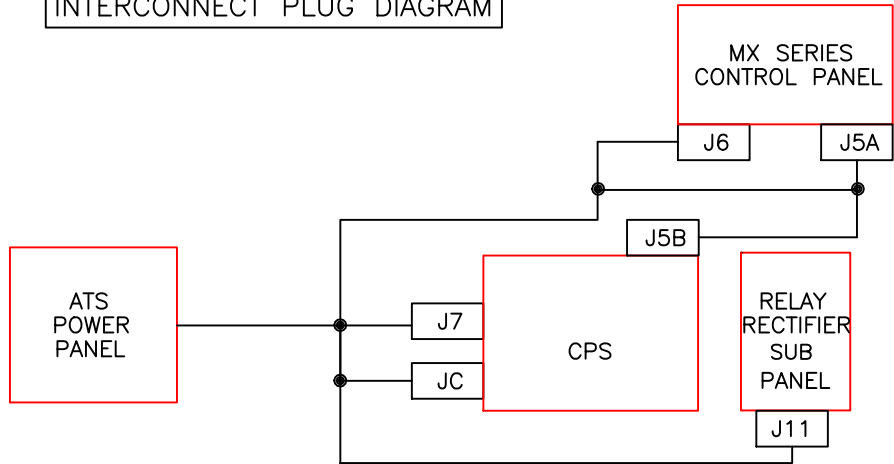 INTERCONNECT PLUG DIAGRAM
MX SERIES
CONTROL PANEL
J6
J5A
J5B
ATS
POWER
PANEL
J7
JC
CPS
RELAY
RECTIFIER
SUB
PANEL
J11